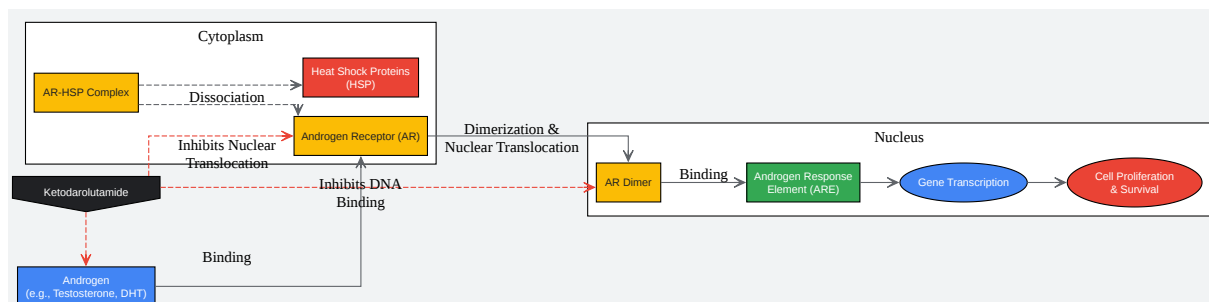 Cytoplasm
Heat Shock Proteins
(HSP)
AR-HSP Complex
Dissociation
Androgen Receptor (AR)
Inhibits Nuclear
Translocation
Dimerization &
Nuclear Translocation
Nucleus
Ketodarolutamide
Inhibits DNA
Binding
AR Dimer
Binding
Androgen Response
Element (ARE)
Gene Transcription
Cell Proliferation
& Survival
Binding
Androgen
(e.g., Testosterone, DHT)